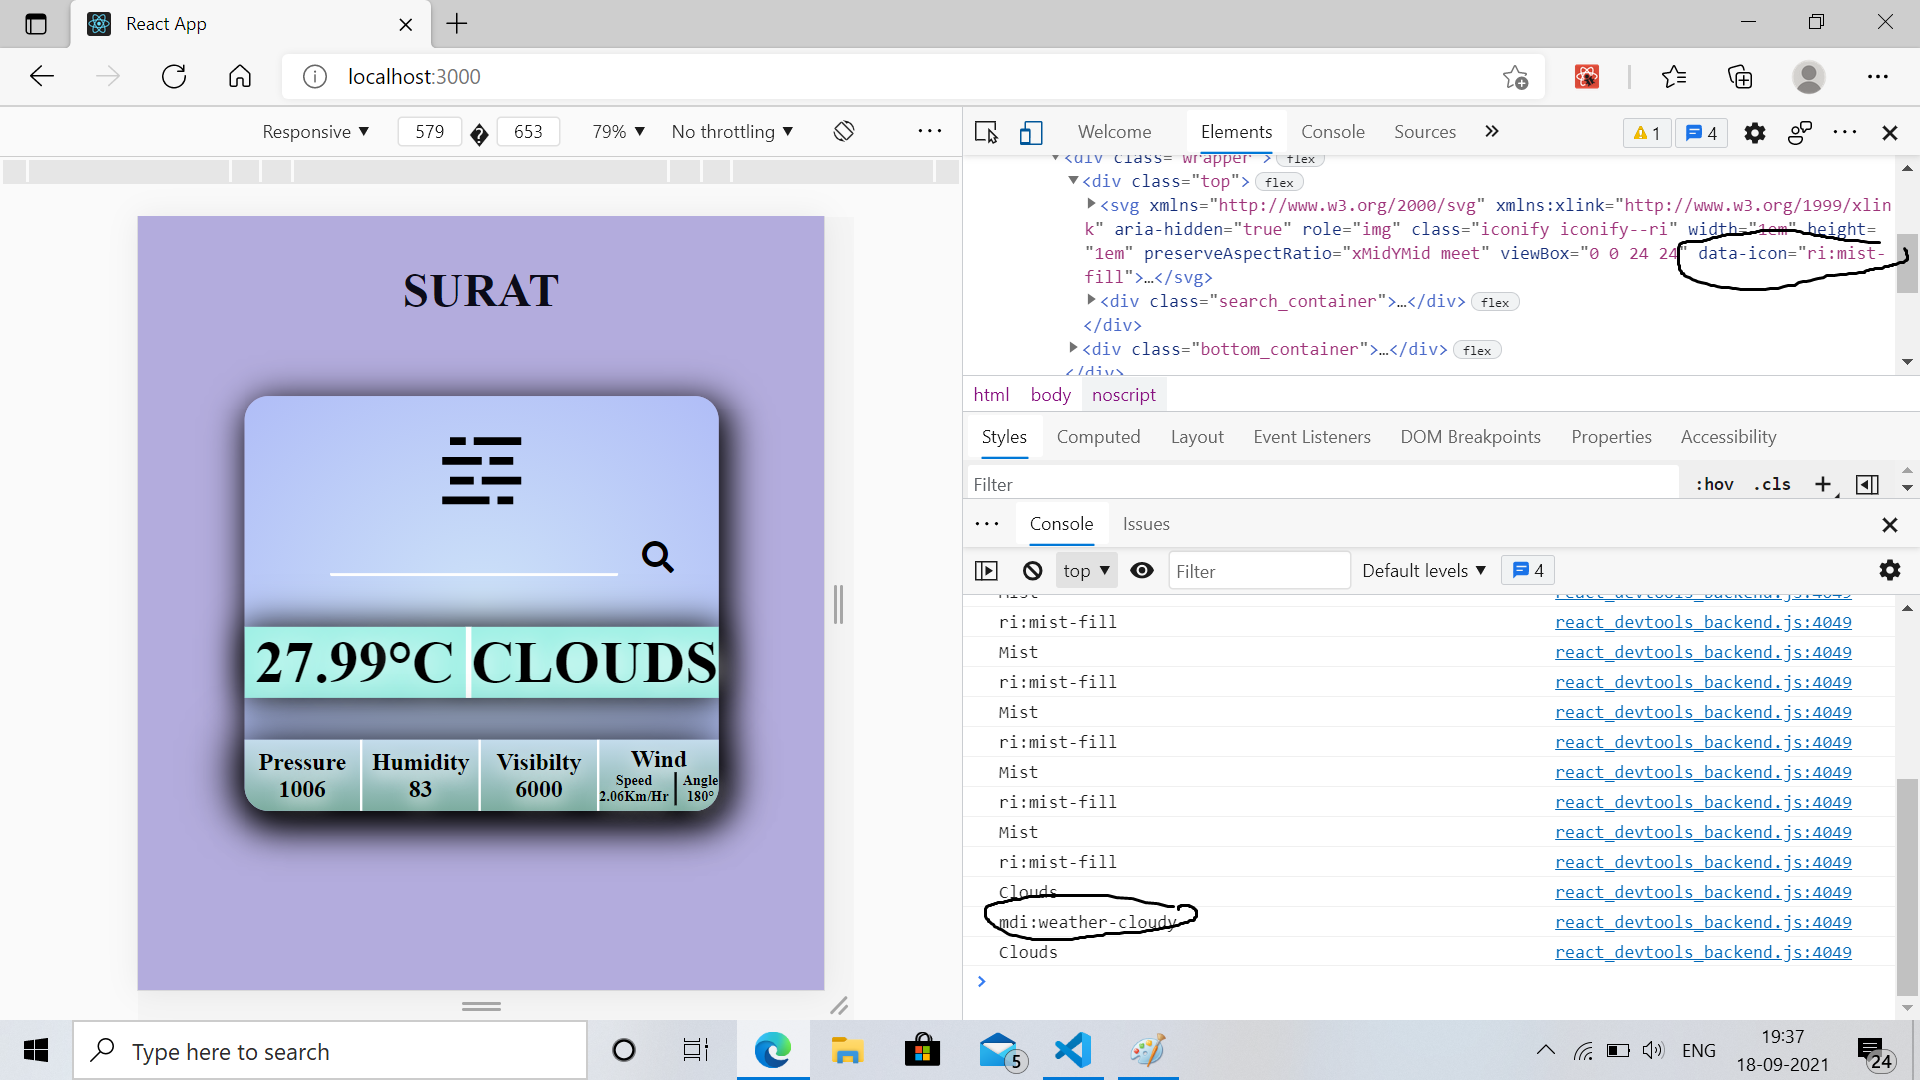 React App
localhost:3000
Responsive ▼ 579 653 79% ▼ No throttling ▼
Welcome Elements Console Sources » 1 4
<div class="wrapper"> flex
▼<div class="top"> flex
▶<svg xmlns="http://www.w3.org/2000/svg" xmlns:xlink="http://www.w3.org/1999/xlin
k" aria-hidden="true" role="img" class="iconify iconify--ri" width="1em" height=
"1em" preserveAspectRatio="xMidYMid meet" viewBox="0 0 24 24" data-icon="ri:mist-
fill">…</svg>
▶<div class="search_container">…</div> flex
</div>
▶<div class="bottom_container">…</div> flex
</div>
html body noscript
Styles Computed Layout Event Listeners DOM Breakpoints Properties Accessibility
Filter :hov .cls +
Console Issues
top ▼ Filter Default levels ▼ 4
Mist react_devtools_backend.js:4049
ri:mist-fill react_devtools_backend.js:4049
Mist react_devtools_backend.js:4049
ri:mist-fill react_devtools_backend.js:4049
Mist react_devtools_backend.js:4049
ri:mist-fill react_devtools_backend.js:4049
Mist react_devtools_backend.js:4049
ri:mist-fill react_devtools_backend.js:4049
Mist react_devtools_backend.js:4049
ri:mist-fill react_devtools_backend.js:4049
Clouds react_devtools_backend.js:4049
mdi:weather-cloudy react_devtools_backend.js:4049
Clouds react_devtools_backend.js:4049
>
SURAT
27.99°C CLOUDS
Pressure
1006
Humidity
83
Visibilty
6000
Wind
Speed
2.06Km/Hr
Angle
180°
Type here to search
5
ENG
19:37
18-09-2021
24